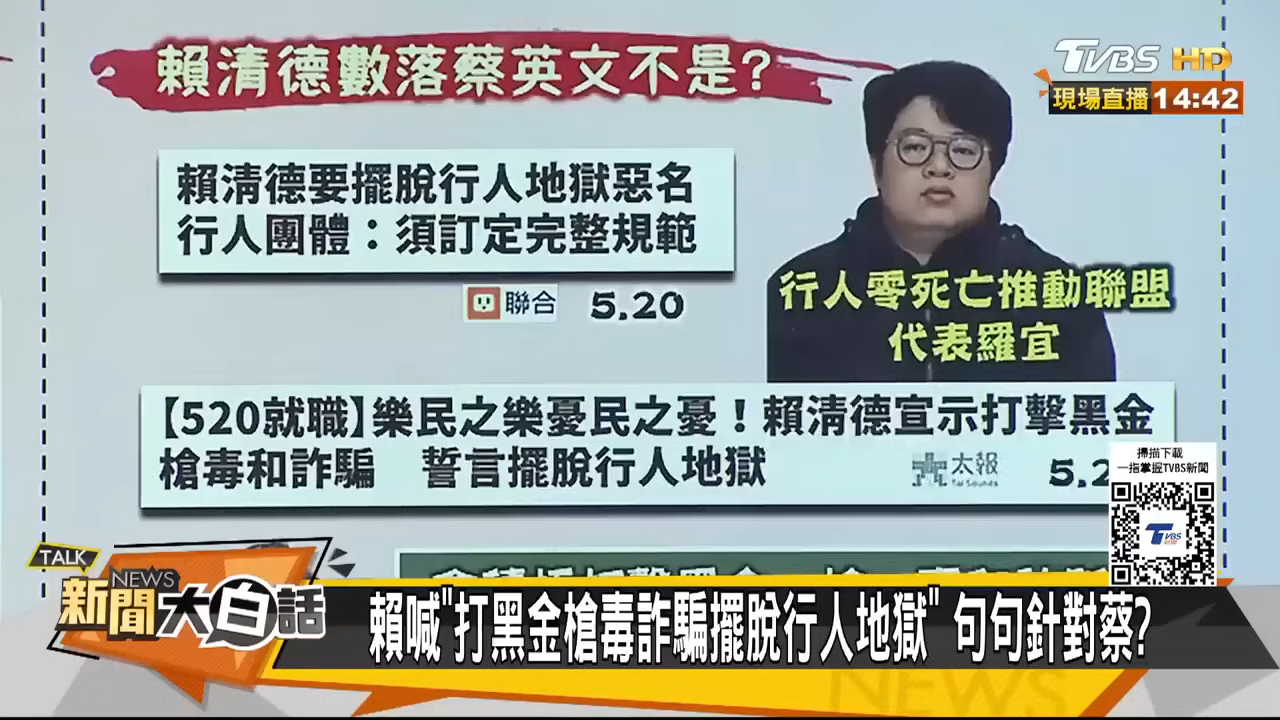 賴清德數落蔡英文不是?
TVBS HD
現場直播 14:42
賴清德要擺脫行人地獄惡名
行人團體：須訂定完整規範
聯合 5.20
行人零死亡推動聯盟
代表羅宜
【520就職】樂民之樂憂民之憂！賴清德宣示打擊黑金
槍毒和詐騙 誓言擺脫行人地獄
太報
Tai Sounds
掃描下載
一指掌握TVBS新聞
TVBS
TALK
NEWS
新聞大白話
賴喊"打黑金槍毒詐騙擺脫行人地獄" 句句針對蔡?
NEWS